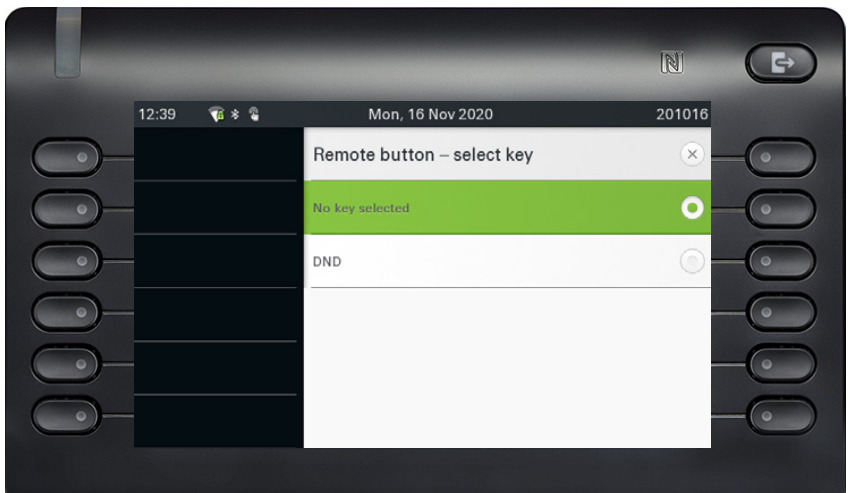 12:39 Mon, 16 Nov 2020 201016
Remote button – select key
No key selected
DND